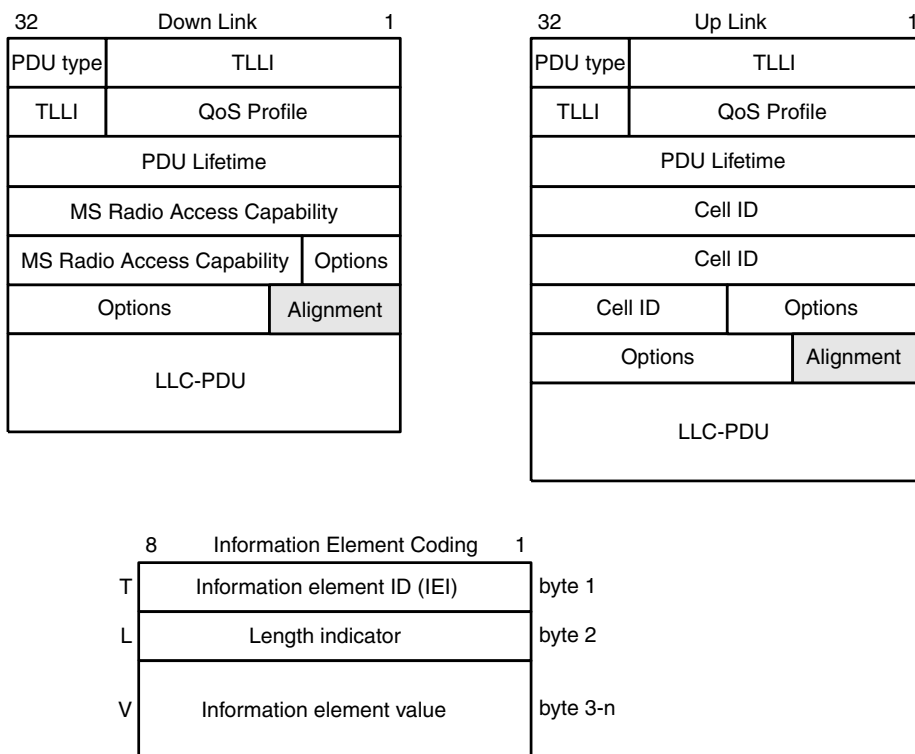 32 Down Link 1
PDU type TLLI
TLLI QoS Profile
PDU Lifetime
MS Radio Access Capability
MS Radio Access Capability Options
Options Alignment
LLC-PDU
32 Up Link 1
PDU type TLLI
TLLI QoS Profile
PDU Lifetime
Cell ID
Cell ID
Cell ID Options
Options Alignment
LLC-PDU
8 Information Element Coding 1
T Information element ID (IEI) byte 1
L Length indicator byte 2
V Information element value byte 3-n